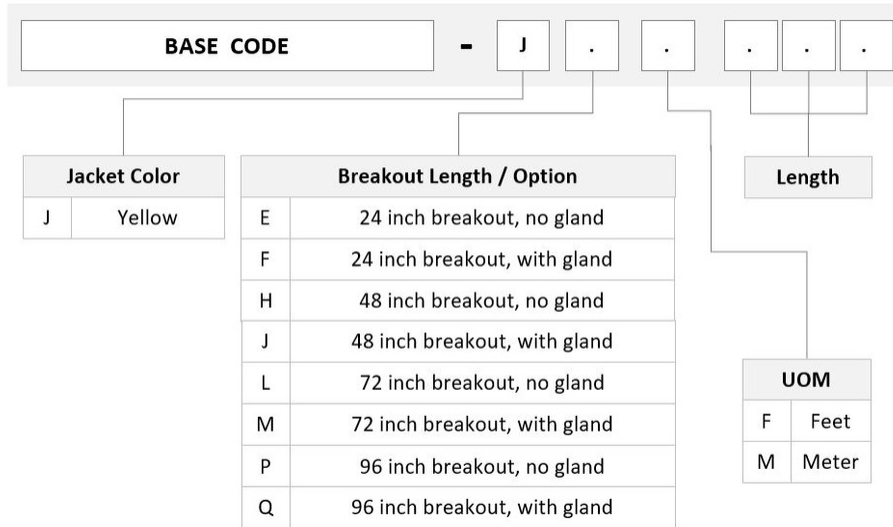 BASE CODE - J . . . . .
Jacket Color
J Yellow
Breakout Length / Option
E 24 inch breakout, no gland
F 24 inch breakout, with gland
H 48 inch breakout, no gland
J 48 inch breakout, with gland
L 72 inch breakout, no gland
M 72 inch breakout, with gland
P 96 inch breakout, no gland
Q 96 inch breakout, with gland
Length
UOM
F Feet
M Meter